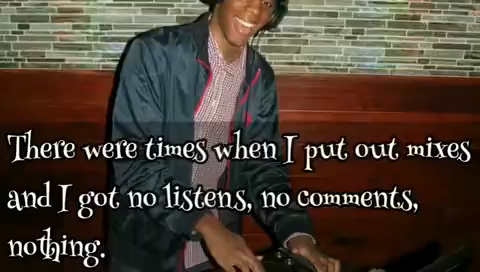 There were times when I put out mixes
and I got no listens, no comments,
nothing.